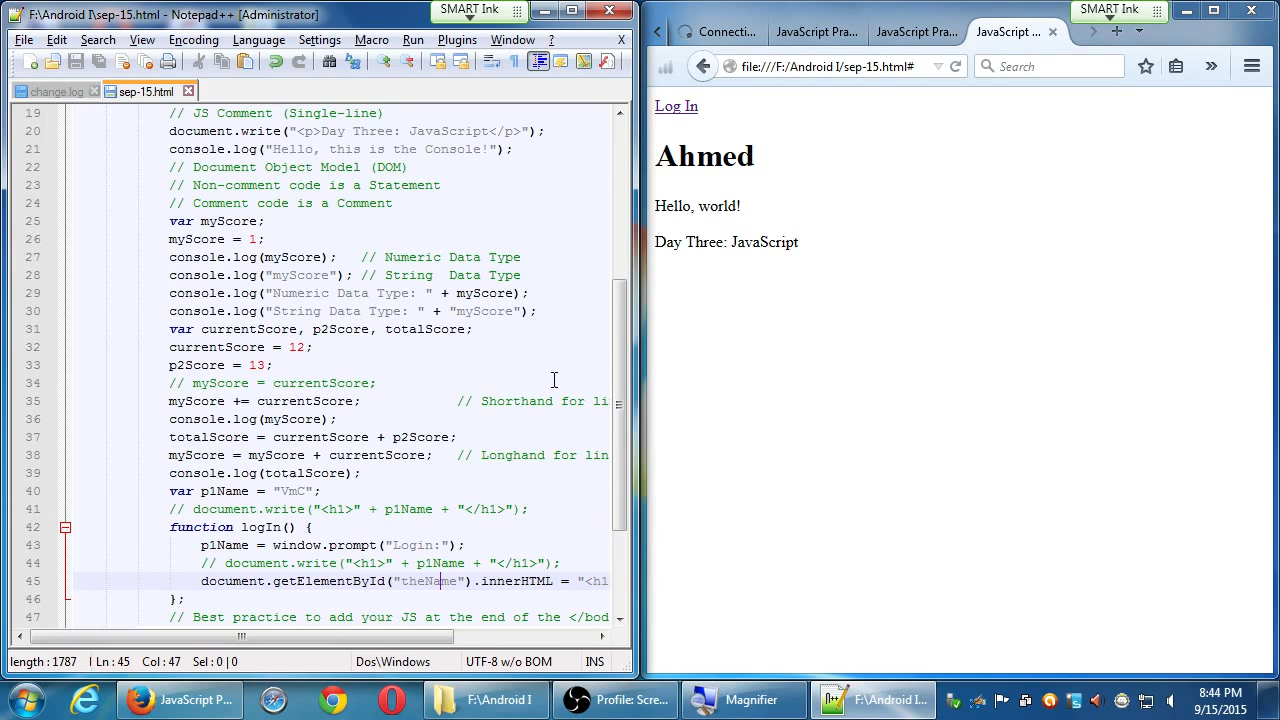 F:\Android I\sep-15.html - Notepad++ [Administrator]
SMART Ink
File Edit Search View Encoding Language Settings Macro Run Plugins Window ? X
change.log sep-15.html
19 // JS Comment (Single-line)
20 document.write("<p>Day Three: JavaScript</p>");
21 console.log("Hello, this is the Console!");
22 // Document Object Model (DOM)
23 // Non-comment code is a Statement
24 // Comment code is a Comment
25 var myScore;
26 myScore = 1;
27 console.log(myScore);   // Numeric Data Type
28 console.log("myScore"); // String  Data Type
29 console.log("Numeric Data Type: " + myScore);
30 console.log("String Data Type: " + "myScore");
31 var currentScore, p2Score, totalScore;
32 currentScore = 12;
33 p2Score = 13;
34 // myScore = currentScore;
35 myScore += currentScore;            // Shorthand for li
36 console.log(myScore);
37 totalScore = currentScore + p2Score;
38 myScore = myScore + currentScore;   // Longhand for lin
39 console.log(totalScore);
40 var p1Name = "VmC";
41 // document.write("<h1>" + p1Name + "</h1>");
42 function logIn() {
43 p1Name = window.prompt("Login:");
44 // document.write("<h1>" + p1Name + "</h1>");
45 document.getElementById("theName").innerHTML = "<h1
46 };
47 // Best practice to add your JS at the end of the </bod
length : 1787 Ln : 45 Col : 47 Sel : 0 | 0 Dos\Windows UTF-8 w/o BOM INS
SMART Ink
Connecti... JavaScript Pra... JavaScript Pra... JavaScript ...
file:///F:/Android I/sep-15.html# Search
Log In
Ahmed
Hello, world!
Day Three: JavaScript
JavaScript P... F:\Android I Profile: Scre... Magnifier F:\Android I...
8:44 PM
9/15/2015